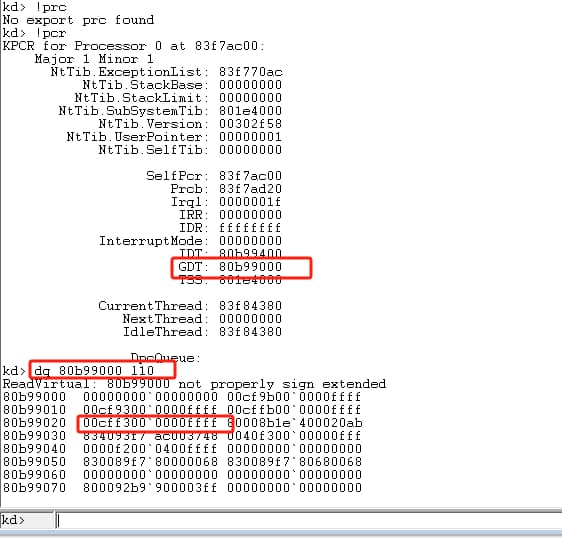 kd> !prc
No export prc found
kd> !pcr
KPCR for Processor 0 at 83f7ac00:
Major 1 Minor 1
NtTib.ExceptionList: 83f770ac
NtTib.StackBase: 00000000
NtTib.StackLimit: 00000000
NtTib.SubSystemTib: 801e4000
NtTib.Version: 00302f58
NtTib.UserPointer: 00000001
NtTib.SelfTib: 00000000
SelfPcr: 83f7ac00
Prcb: 83f7ad20
Irql: 0000001f
IRR: 00000000
IDR: ffffffff
InterruptMode: 00000000
IDT: 80b99400
GDT: 80b99000
TSS: 801e4000
CurrentThread: 83f84380
NextThread: 00000000
IdleThread: 83f84380
DpcQueue:
kd> dq 80b99000 l10
ReadVirtual: 80b99000 not properly sign extended
80b99000  00000000`00000000 00cf9b00`0000ffff
80b99010  00cf9300`0000ffff 00cffb00`0000ffff
80b99020  00cff300`0000ffff 80008b1e`400020ab
80b99030  834093f7`ac003748 0040f300`00000fff
80b99040  0000f200`0400ffff 00000000`00000000
80b99050  830089f7`80000068 830089f7`80680068
80b99060  00000000`00000000 00000000`00000000
80b99070  800092b9`900003ff 00000000`00000000
kd>